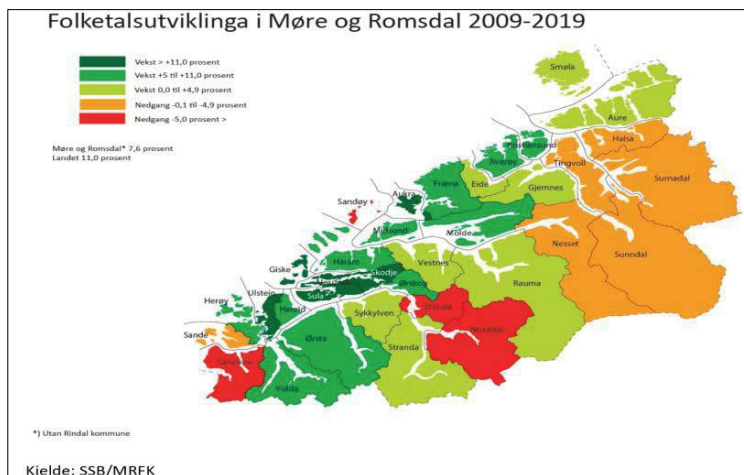 Folketalsutviklinga i Møre og Romsdal 2009-2019
Vekst > +11,0 prosent
Vekst +5 til +11,0 prosent
Vekst 0,0 til +4,9 prosent
Nedgang -0,1 til -4,9 prosent
Nedgang -5,0 prosent >
Møre og Romsdal* 7,6 prosent
Landet 11,0 prosent
Smøla
Aure
Halsa
Kristiansund
Averøy
Tingvoll
Surnadal
Fræna
Eide
Gjemnes
Aukra
Sandøy
Midsund
Molde
Nesset
Sunndal
Giske
Haram
Skodje
Vestnes
Rauma
Ørskog
Sula
Ulstein
Herøy
Hareid
Sykkylven
Stordal
Norddal
Sande
Ørsta
Stranda
Vanylven
Volda
*) Utan Rindal kommune
Kjelde: SSB/MRFK